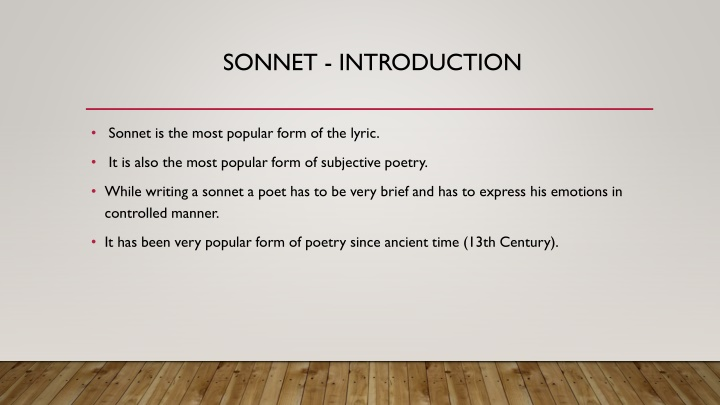 SONNET - INTRODUCTION
• Sonnet is the most popular form of the lyric.
• It is also the most popular form of subjective poetry.
• While writing a sonnet a poet has to be very brief and has to express his emotions in
controlled manner.
• It has been very popular form of poetry since ancient time (13th Century).